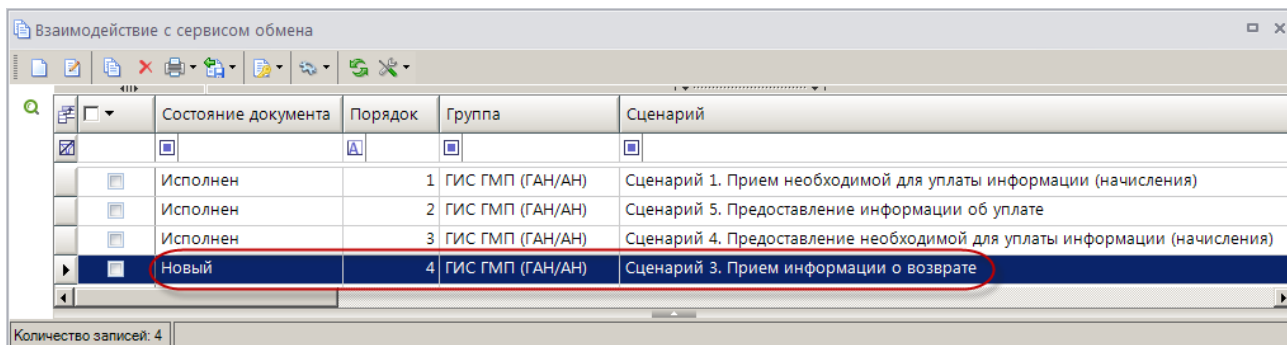 Взаимодействие с сервисом обмена
Состояние документа Порядок Группа Сценарий
A
Исполнен 1 ГИС ГМП (ГАН/АН) Сценарий 1. Прием необходимой для уплаты информации (начисления)
Исполнен 2 ГИС ГМП (ГАН/АН) Сценарий 5. Предоставление информации об уплате
Исполнен 3 ГИС ГМП (ГАН/АН) Сценарий 4. Предоставление необходимой для уплаты информации (начисления)
Новый 4 ГИС ГМП (ГАН/АН) Сценарий 3. Прием информации о возврате
Количество записей: 4